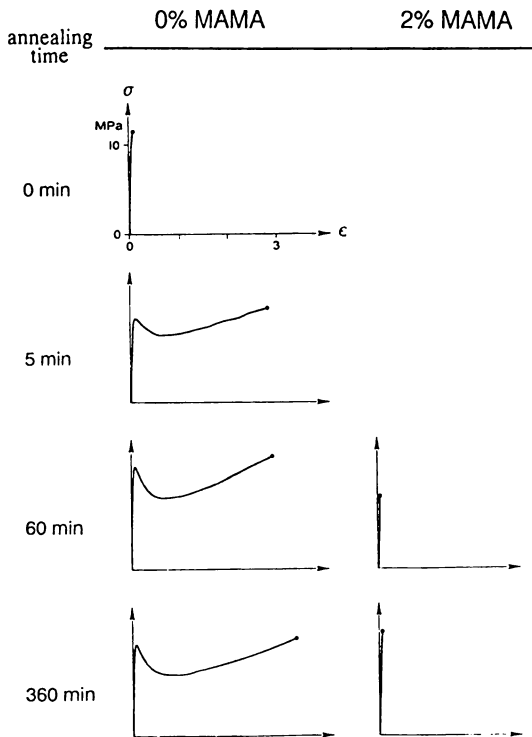 0% MAMA 2% MAMA
annealing
time
σ
MPa
10
0 min
0
0 3 ϵ
5 min
60 min
360 min